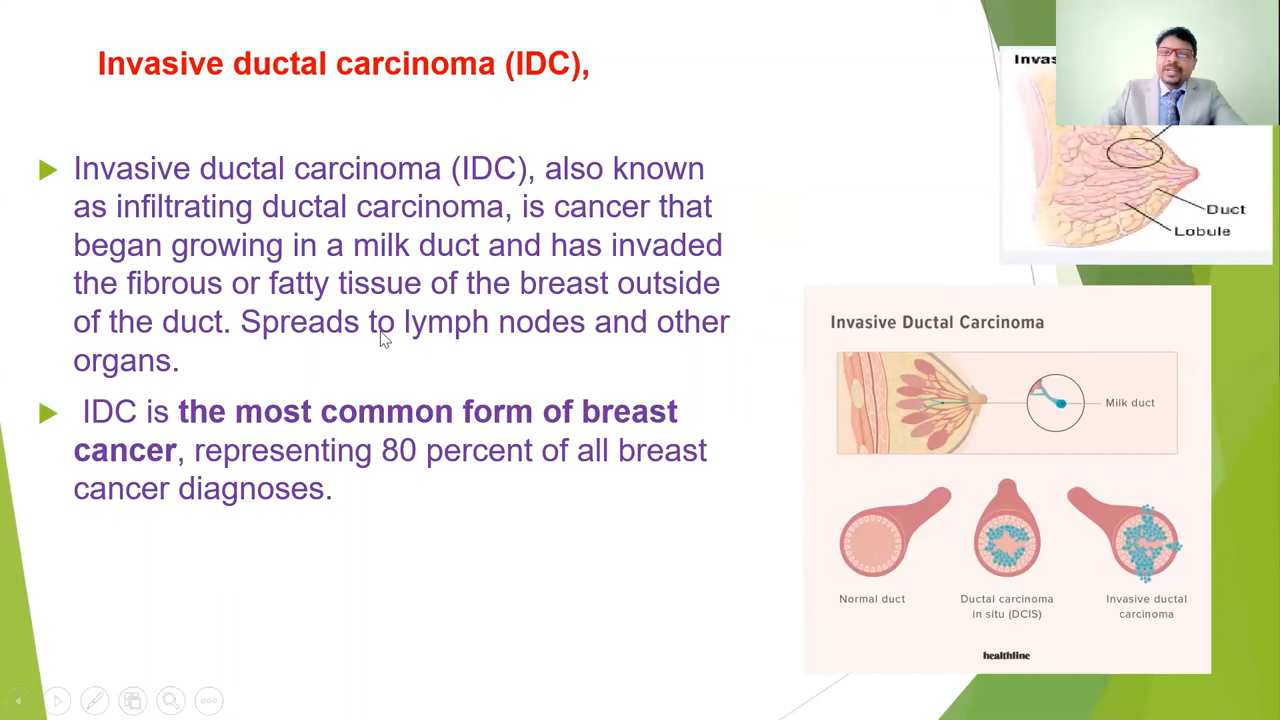 Invasive ductal carcinoma (IDC),
Invasive ductal carcinoma (IDC), also known
as infiltrating ductal carcinoma, is cancer that
began growing in a milk duct and has invaded
the fibrous or fatty tissue of the breast outside
of the duct. Spreads to lymph nodes and other
organs.
IDC is the most common form of breast
cancer, representing 80 percent of all breast
cancer diagnoses.
Duct
Lobule
Invasive Ductal Carcinoma
Milk duct
Normal duct
Ductal carcinoma
in situ (DCIS)
Invasive ductal
carcinoma
healthline